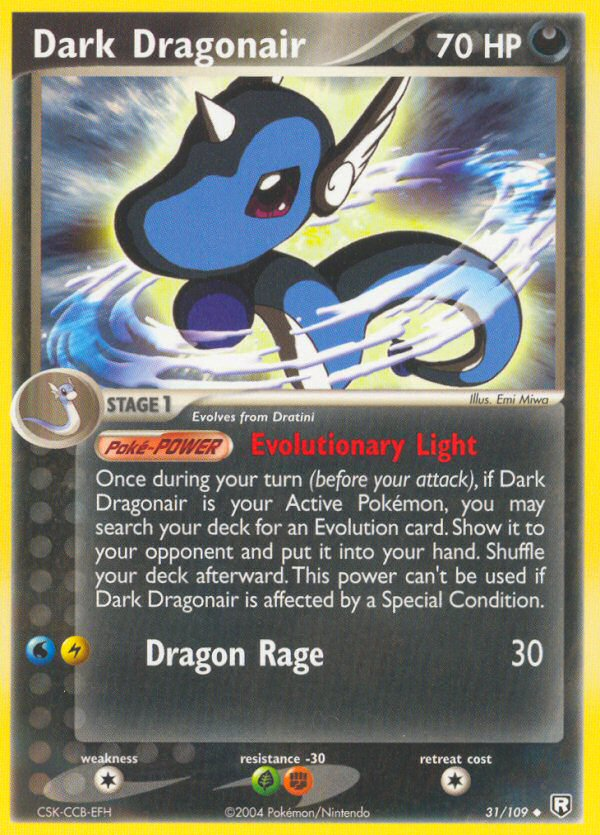 Dark Dragonair 70 HP
Illus. Emi Miwa
STAGE 1
Evolves from Dratini
Poké-POWER Evolutionary Light
Once during your turn (before your attack), if Dark
Dragonair is your Active Pokémon, you may
search your deck for an Evolution card. Show it to
your opponent and put it into your hand. Shuffle
your deck afterward. This power can't be used if
Dark Dragonair is affected by a Special Condition.
Dragon Rage 30
weakness resistance -30 retreat cost
CSK-CCB-EFH ©2004 Pokémon/Nintendo 31/109 ◆ R